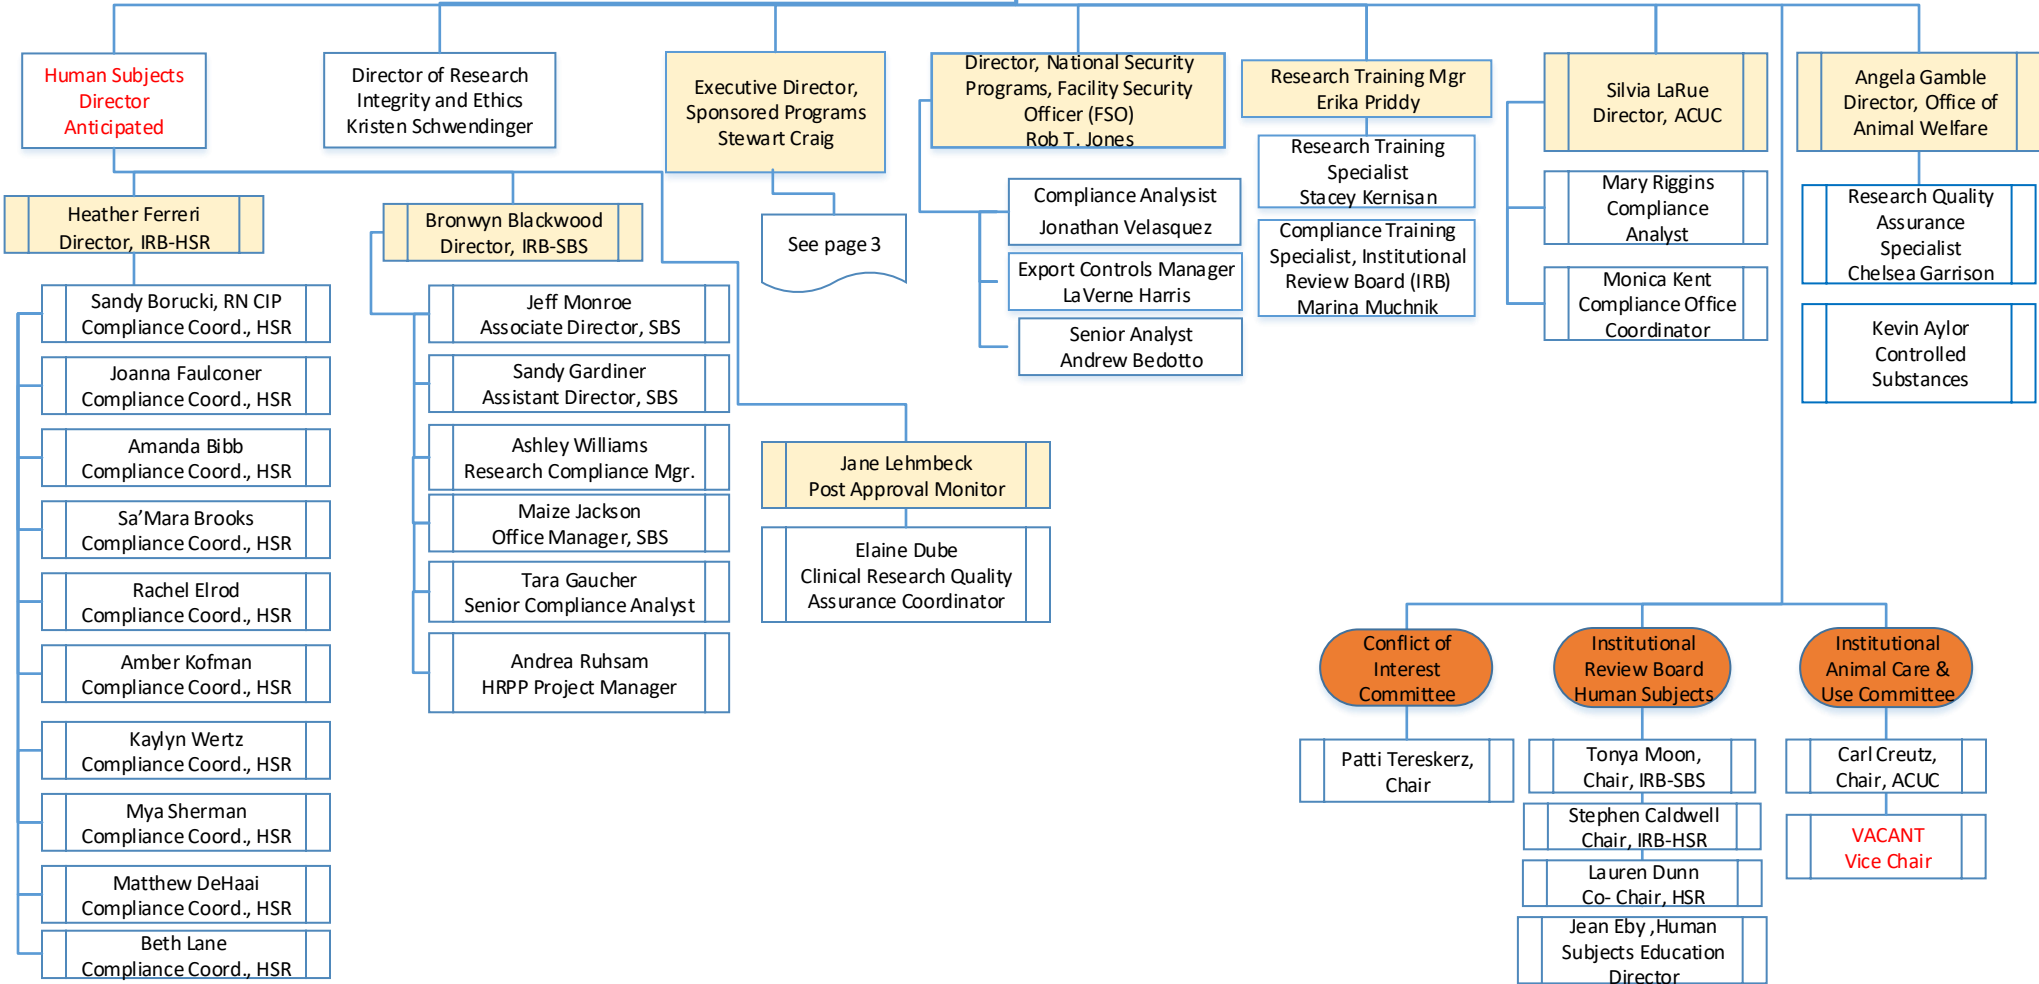 Human Subjects
Director
Anticipated
Director of Research
Integrity and Ethics
Kristen Schwendinger
Executive Director,
Sponsored Programs
Stewart Craig
Director, National Security
Programs, Facility Security
Officer (FSO)
Rob T. Jones
Research Training Mgr
Erika Priddy
Silvia LaRue
Director, ACUC
Angela Gamble
Director, Office of
Animal Welfare
Heather Ferreri
Director, IRB-HSR
Sandy Borucki, RN CIP
Compliance Coord., HSR
Joanna Faulconer
Compliance Coord., HSR
Amanda Bibb
Compliance Coord., HSR
Sa’Mara Brooks
Compliance Coord., HSR
Rachel Elrod
Compliance Coord., HSR
Amber Kofman
Compliance Coord., HSR
Kaylyn Wertz
Compliance Coord., HSR
Mya Sherman
Compliance Coord., HSR
Matthew DeHaai
Compliance Coord., HSR
Beth Lane
Compliance Coord., HSR
Bronwyn Blackwood
Director, IRB-SBS
Jeff Monroe
Associate Director, SBS
Sandy Gardiner
Assistant Director, SBS
Ashley Williams
Research Compliance Mgr.
Maize Jackson
Office Manager, SBS
Tara Gaucher
Senior Compliance Analyst
Andrea Ruhsam
HRPP Project Manager
See page 3
Jane Lehmbeck
Post Approval Monitor
Elaine Dube
Clinical Research Quality
Assurance Coordinator
Compliance Analysist
Jonathan Velasquez
Export Controls Manager
LaVerne Harris
Senior Analyst
Andrew Bedotto
Research Training
Specialist
Stacey Kernisan
Compliance Training
Specialist, Institutional
Review Board (IRB)
Marina Muchnik
Mary Riggins
Compliance
Analyst
Monica Kent
Compliance Office
Coordinator
Research Quality
Assurance
Specialist
Chelsea Garrison
Kevin Aylor
Controlled
Substances
Conflict of
Interest
Committee
Patti Tereskerz,
Chair
Institutional
Review Board
Human Subjects
Tonya Moon,
Chair, IRB-SBS
Stephen Caldwell
Chair, IRB-HSR
Lauren Dunn
Co- Chair, HSR
Jean Eby ,Human
Subjects Education
Director
Institutional
Animal Care &
Use Committee
Carl Creutz,
Chair, ACUC
VACANT
Vice Chair